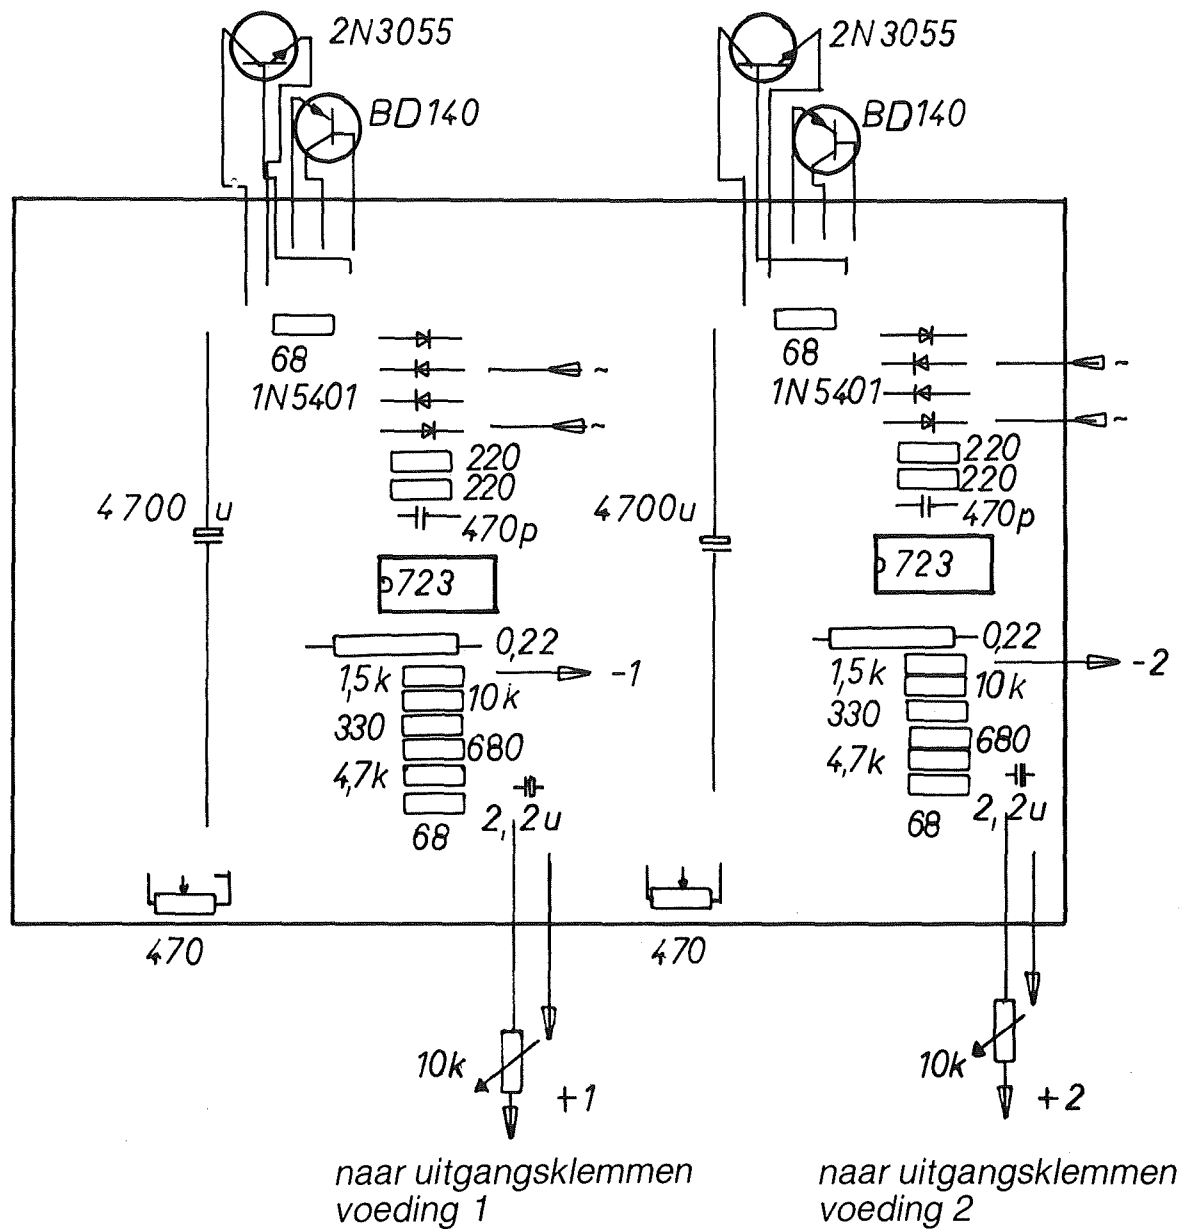 2N3055
2N3055
BD140
BD140
68
68
1N5401
1N5401
~
~
~
~
220
220
220
220
4700 u
4700u
470p
470p
723
723
0,22
0,22
1,5k
-1
1,5k
-2
10k
10k
330
330
680
680
4,7k
4,7k
2,2u
2,2u
68
68
470
470
10k
10k
+1
+2
naar uitgangsklemmen
voeding 1
naar uitgangsklemmen
voeding 2